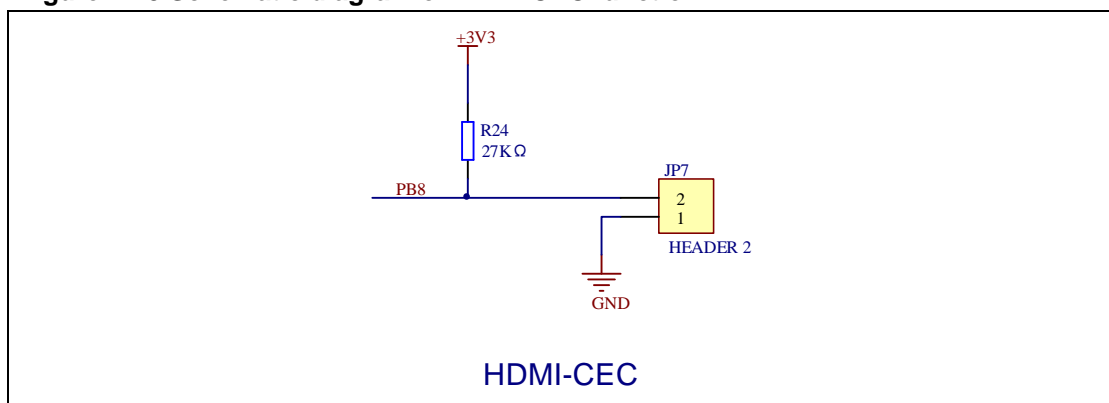 +3V3
R24
27KΩ
PB8
JP7
2
1
HEADER 2
GND
HDMI-CEC